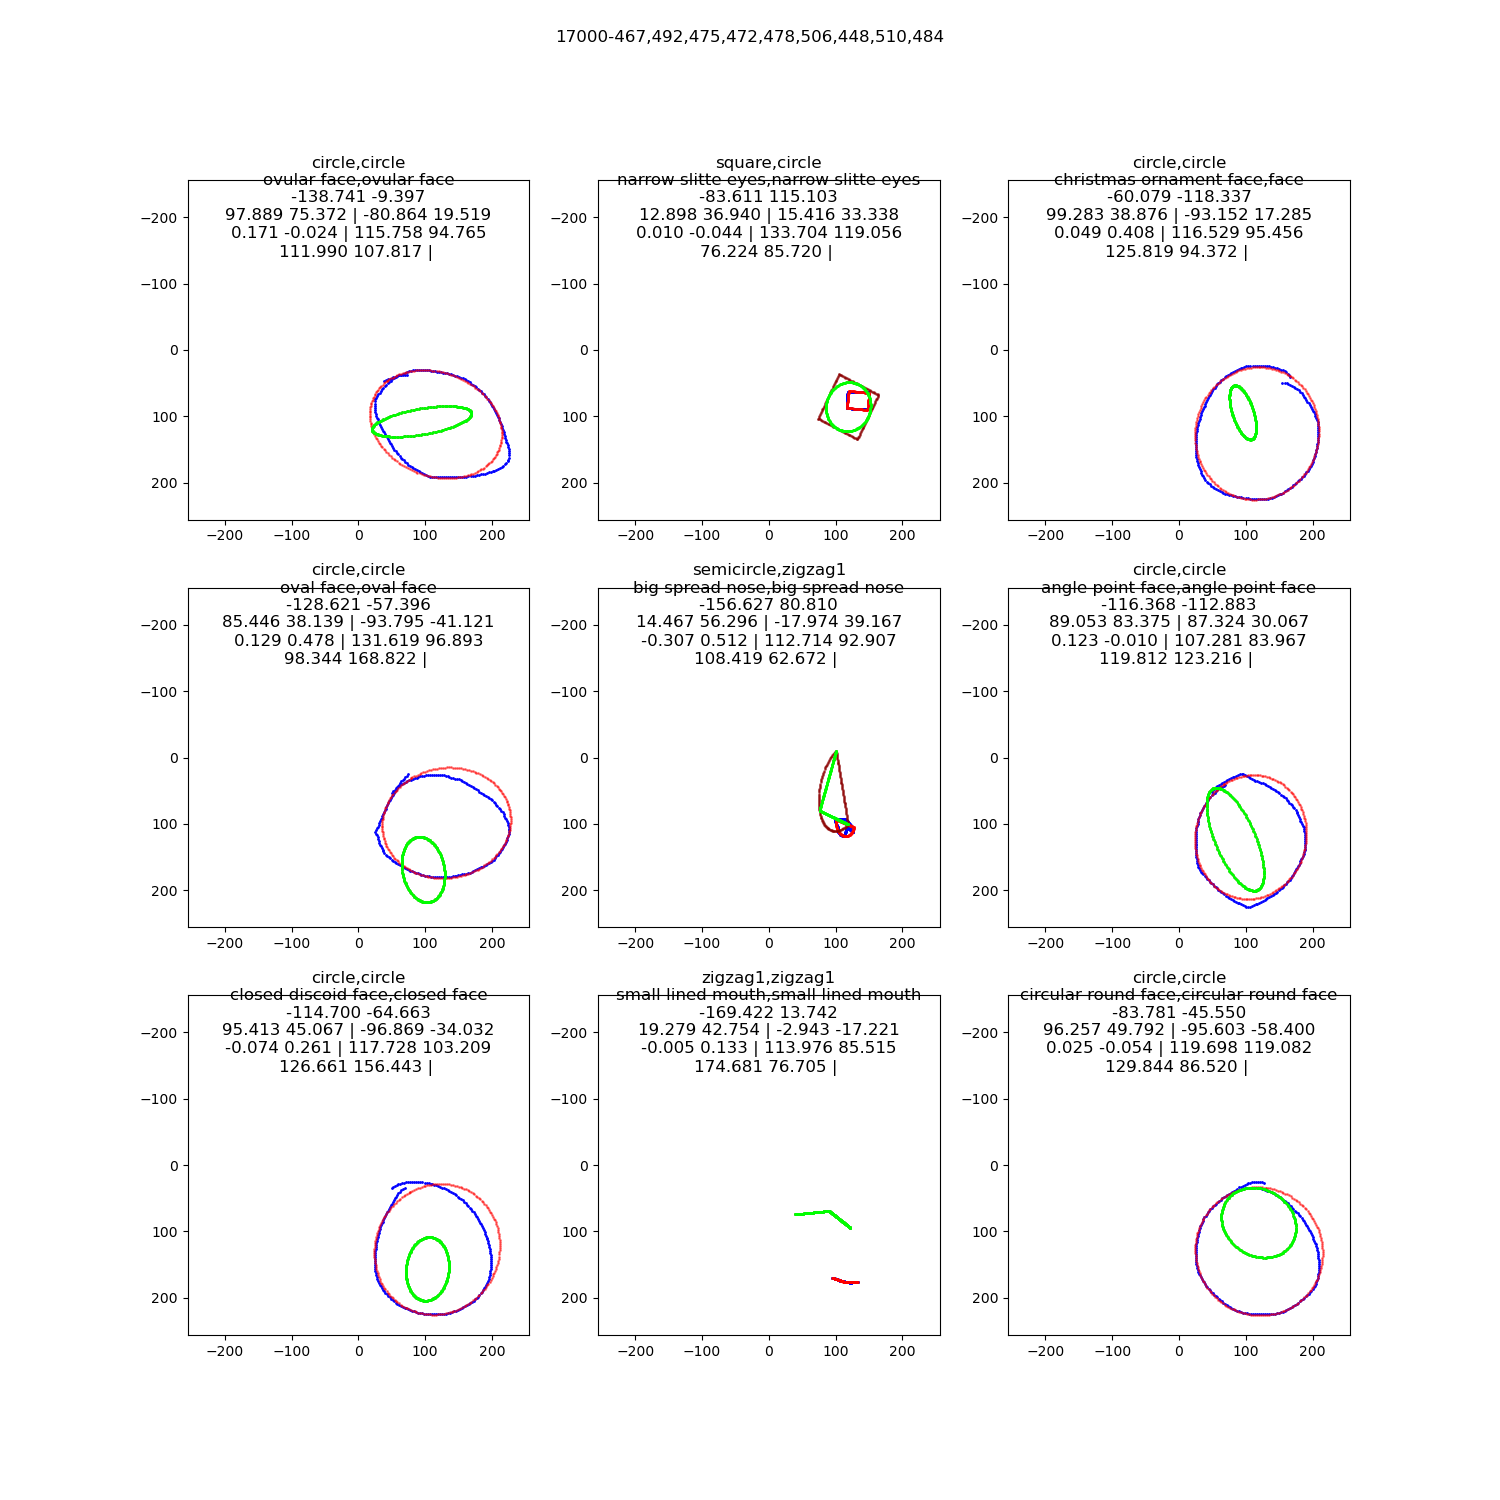 17000-467,492,475,472,478,506,448,510,484
circle,circle
ovular face,ovular face
-138.741 -9.397
97.889 75.372 | -80.864 19.519
0.171 -0.024 | 115.758 94.765
111.990 107.817 |
−200
−100
0
100
200
−200 −100 0 100 200
square,circle
narrow slitte eyes,narrow slitte eyes
-83.611 115.103
12.898 36.940 | 15.416 33.338
0.010 -0.044 | 133.704 119.056
76.224 85.720 |
−200
−100
0
100
200
−200 −100 0 100 200
circle,circle
christmas ornament face,face
-60.079 -118.337
99.283 38.876 | -93.152 17.285
0.049 0.408 | 116.529 95.456
125.819 94.372 |
−200
−100
0
100
200
−200 −100 0 100 200
circle,circle
oval face,oval face
-128.621 -57.396
85.446 38.139 | -93.795 -41.121
0.129 0.478 | 131.619 96.893
98.344 168.822 |
−200
−100
0
100
200
−200 −100 0 100 200
semicircle,zigzag1
big spread nose,big spread nose
-156.627 80.810
14.467 56.296 | -17.974 39.167
-0.307 0.512 | 112.714 92.907
108.419 62.672 |
−200
−100
0
100
200
−200 −100 0 100 200
circle,circle
angle point face,angle point face
-116.368 -112.883
89.053 83.375 | 87.324 30.067
0.123 -0.010 | 107.281 83.967
119.812 123.216 |
−200
−100
0
100
200
−200 −100 0 100 200
circle,circle
closed discoid face,closed face
-114.700 -64.663
95.413 45.067 | -96.869 -34.032
-0.074 0.261 | 117.728 103.209
126.661 156.443 |
−200
−100
0
100
200
−200 −100 0 100 200
zigzag1,zigzag1
small lined mouth,small lined mouth
-169.422 13.742
19.279 42.754 | -2.943 -17.221
-0.005 0.133 | 113.976 85.515
174.681 76.705 |
−200
−100
0
100
200
−200 −100 0 100 200
circle,circle
circular round face,circular round face
-83.781 -45.550
96.257 49.792 | -95.603 -58.400
0.025 -0.054 | 119.698 119.082
129.844 86.520 |
−200
−100
0
100
200
−200 −100 0 100 200